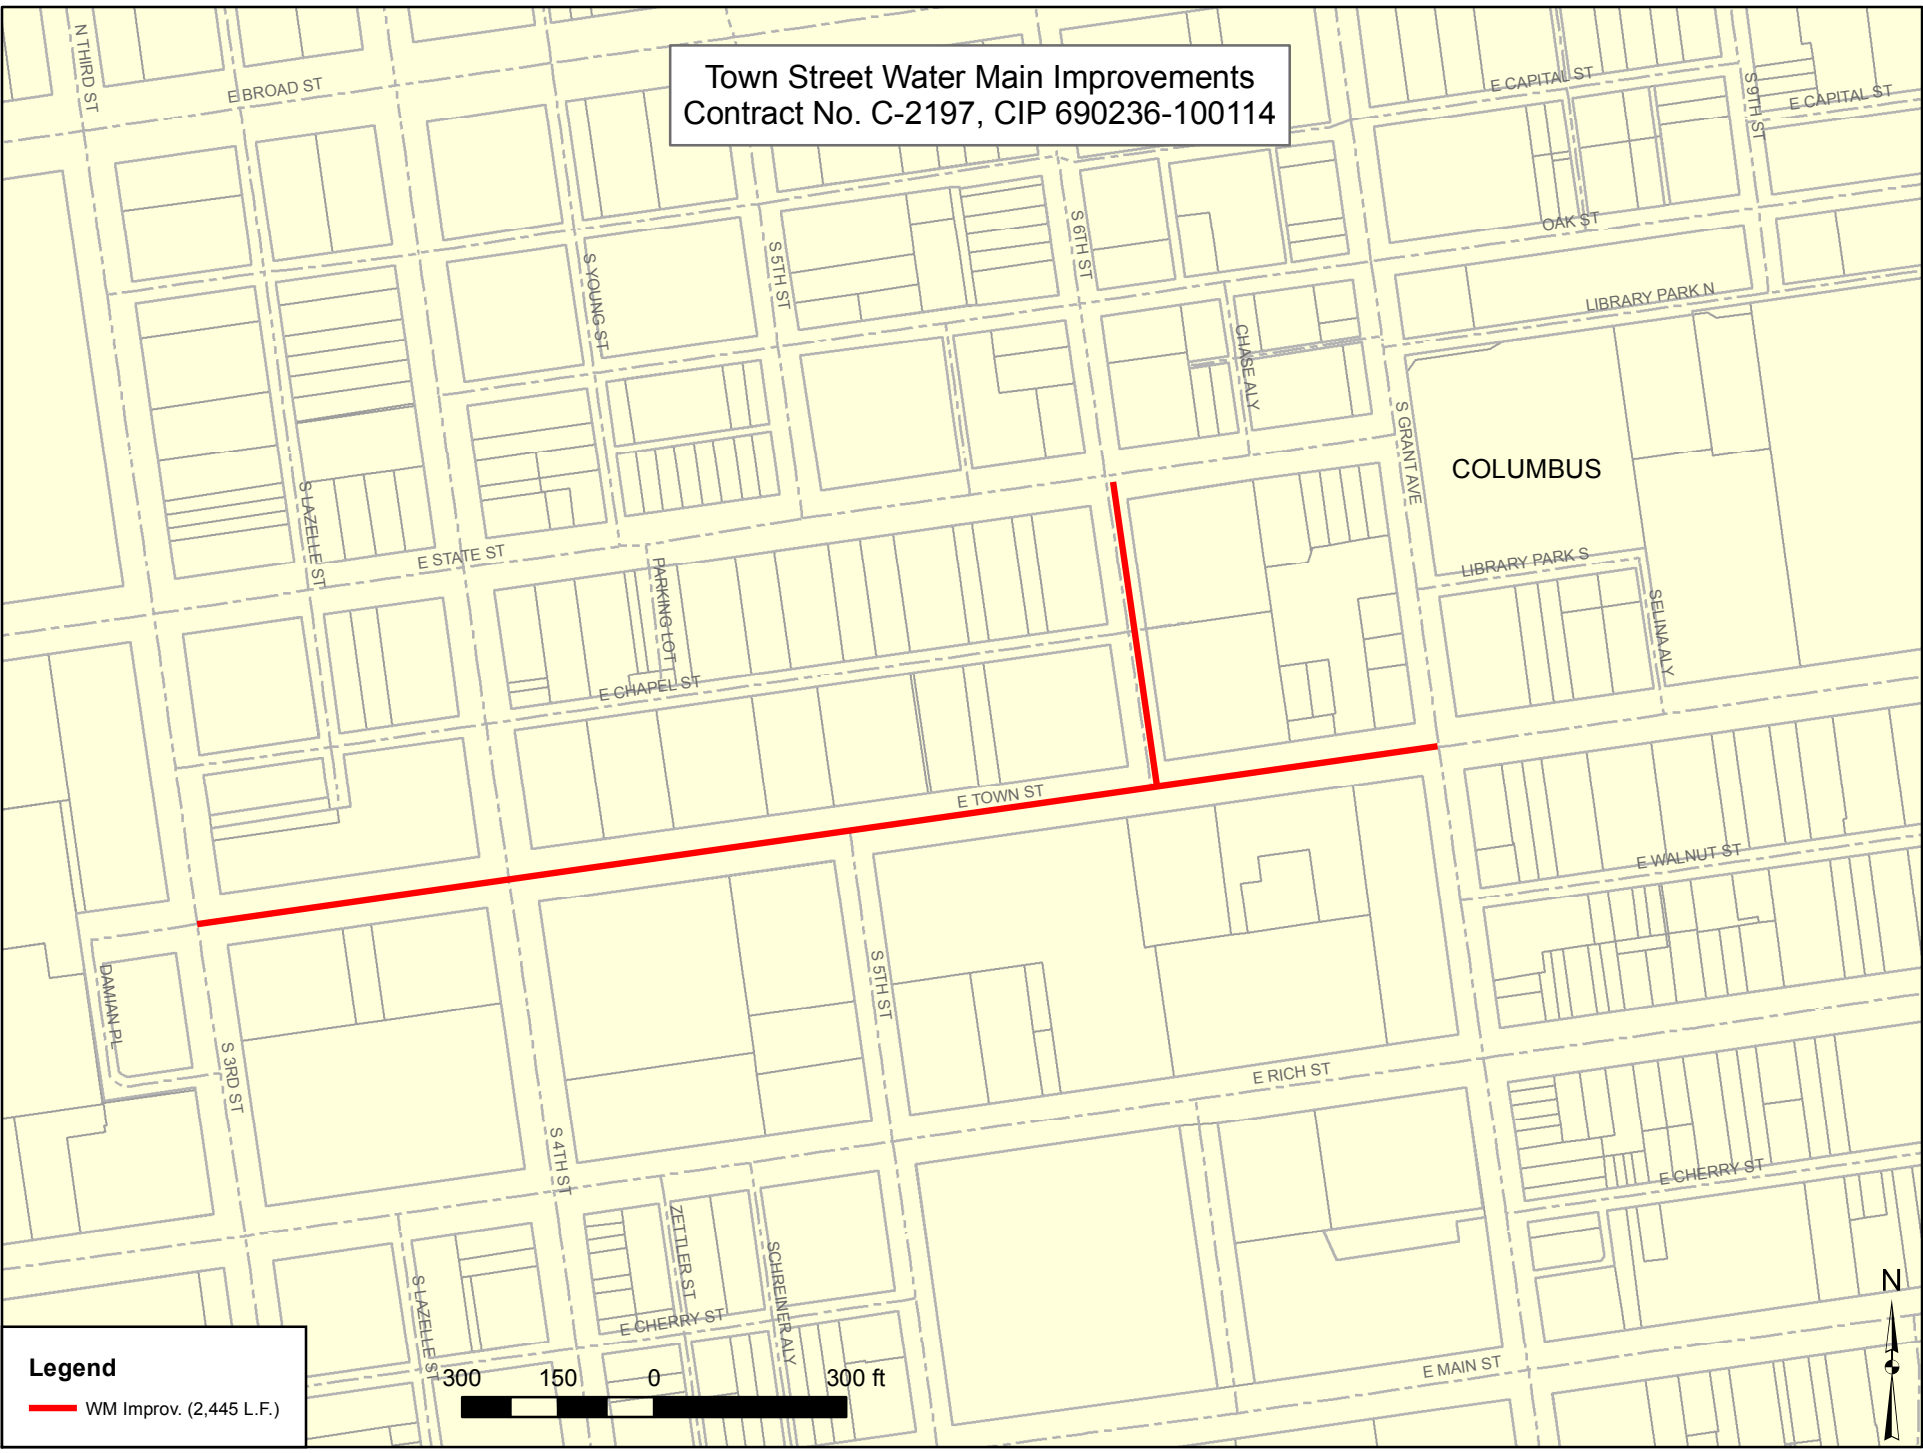 Town Street Water Main Improvements
Contract No. C-2197, CIP 690236-100114
N THIRD ST
E BROAD ST
E CAPITAL ST
S 9TH ST
E CAPITAL ST
OAK ST
S 6TH ST
S 5TH ST
S YOUNG ST
LIBRARY PARK N
CHASE ALY
S GRANT AVE
COLUMBUS
S LAZELLE ST
E STATE ST
PARKING LOT
LIBRARY PARK S
SELINA ALY
E CHAPEL ST
E TOWN ST
E WALNUT ST
DAMIAN PL
S 5TH ST
S 3RD ST
E RICH ST
S 4TH ST
E CHERRY ST
ZETTLER ST
SCHREINER ALY
S LAZELLE ST
E CHERRY ST
E MAIN ST
N
Legend
WM Improv. (2,445 L.F.)
300 150 0 300 ft